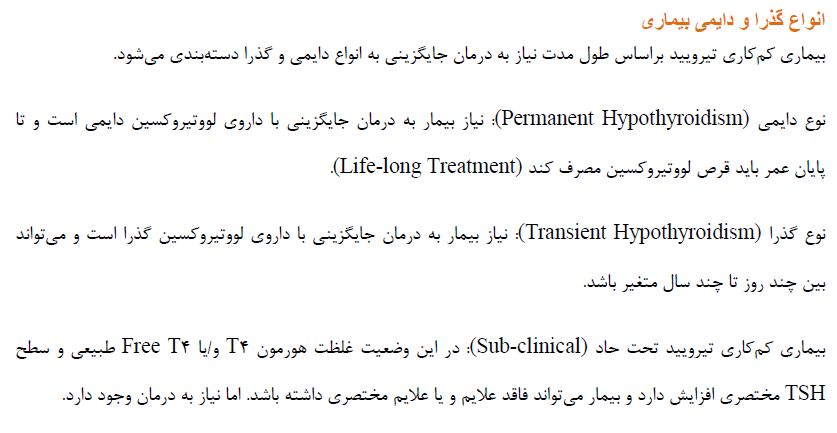 انواع گذرا و دایمی بیماری
بیماری کم‌کاری تیرویید براساس طول مدت نیاز به درمان جایگزینی به انواع دایمی و گذرا دسته‌بندی می‌شود.
نوع دایمی (Permanent Hypothyroidism): نیاز بیمار به درمان جایگزینی با داروی لووتیروکسین دایمی است و تا
پایان عمر باید قرص لووتیروکسین مصرف کند (Life-long Treatment).
نوع گذرا (Transient Hypothyroidism): نیاز بیمار به درمان جایگزینی با داروی لووتیروکسین گذرا است و می‌تواند
بین چند روز تا چند سال متغیر باشد.
بیماری کم‌کاری تیرویید تحت حاد (Sub-clinical): در این وضعیت غلظت هورمون T۴ و/یا Free T۴ طبیعی و سطح
TSH مختصری افزایش دارد و بیمار می‌تواند فاقد علایم و یا علایم مختصری داشته باشد. اما نیاز به درمان وجود دارد.